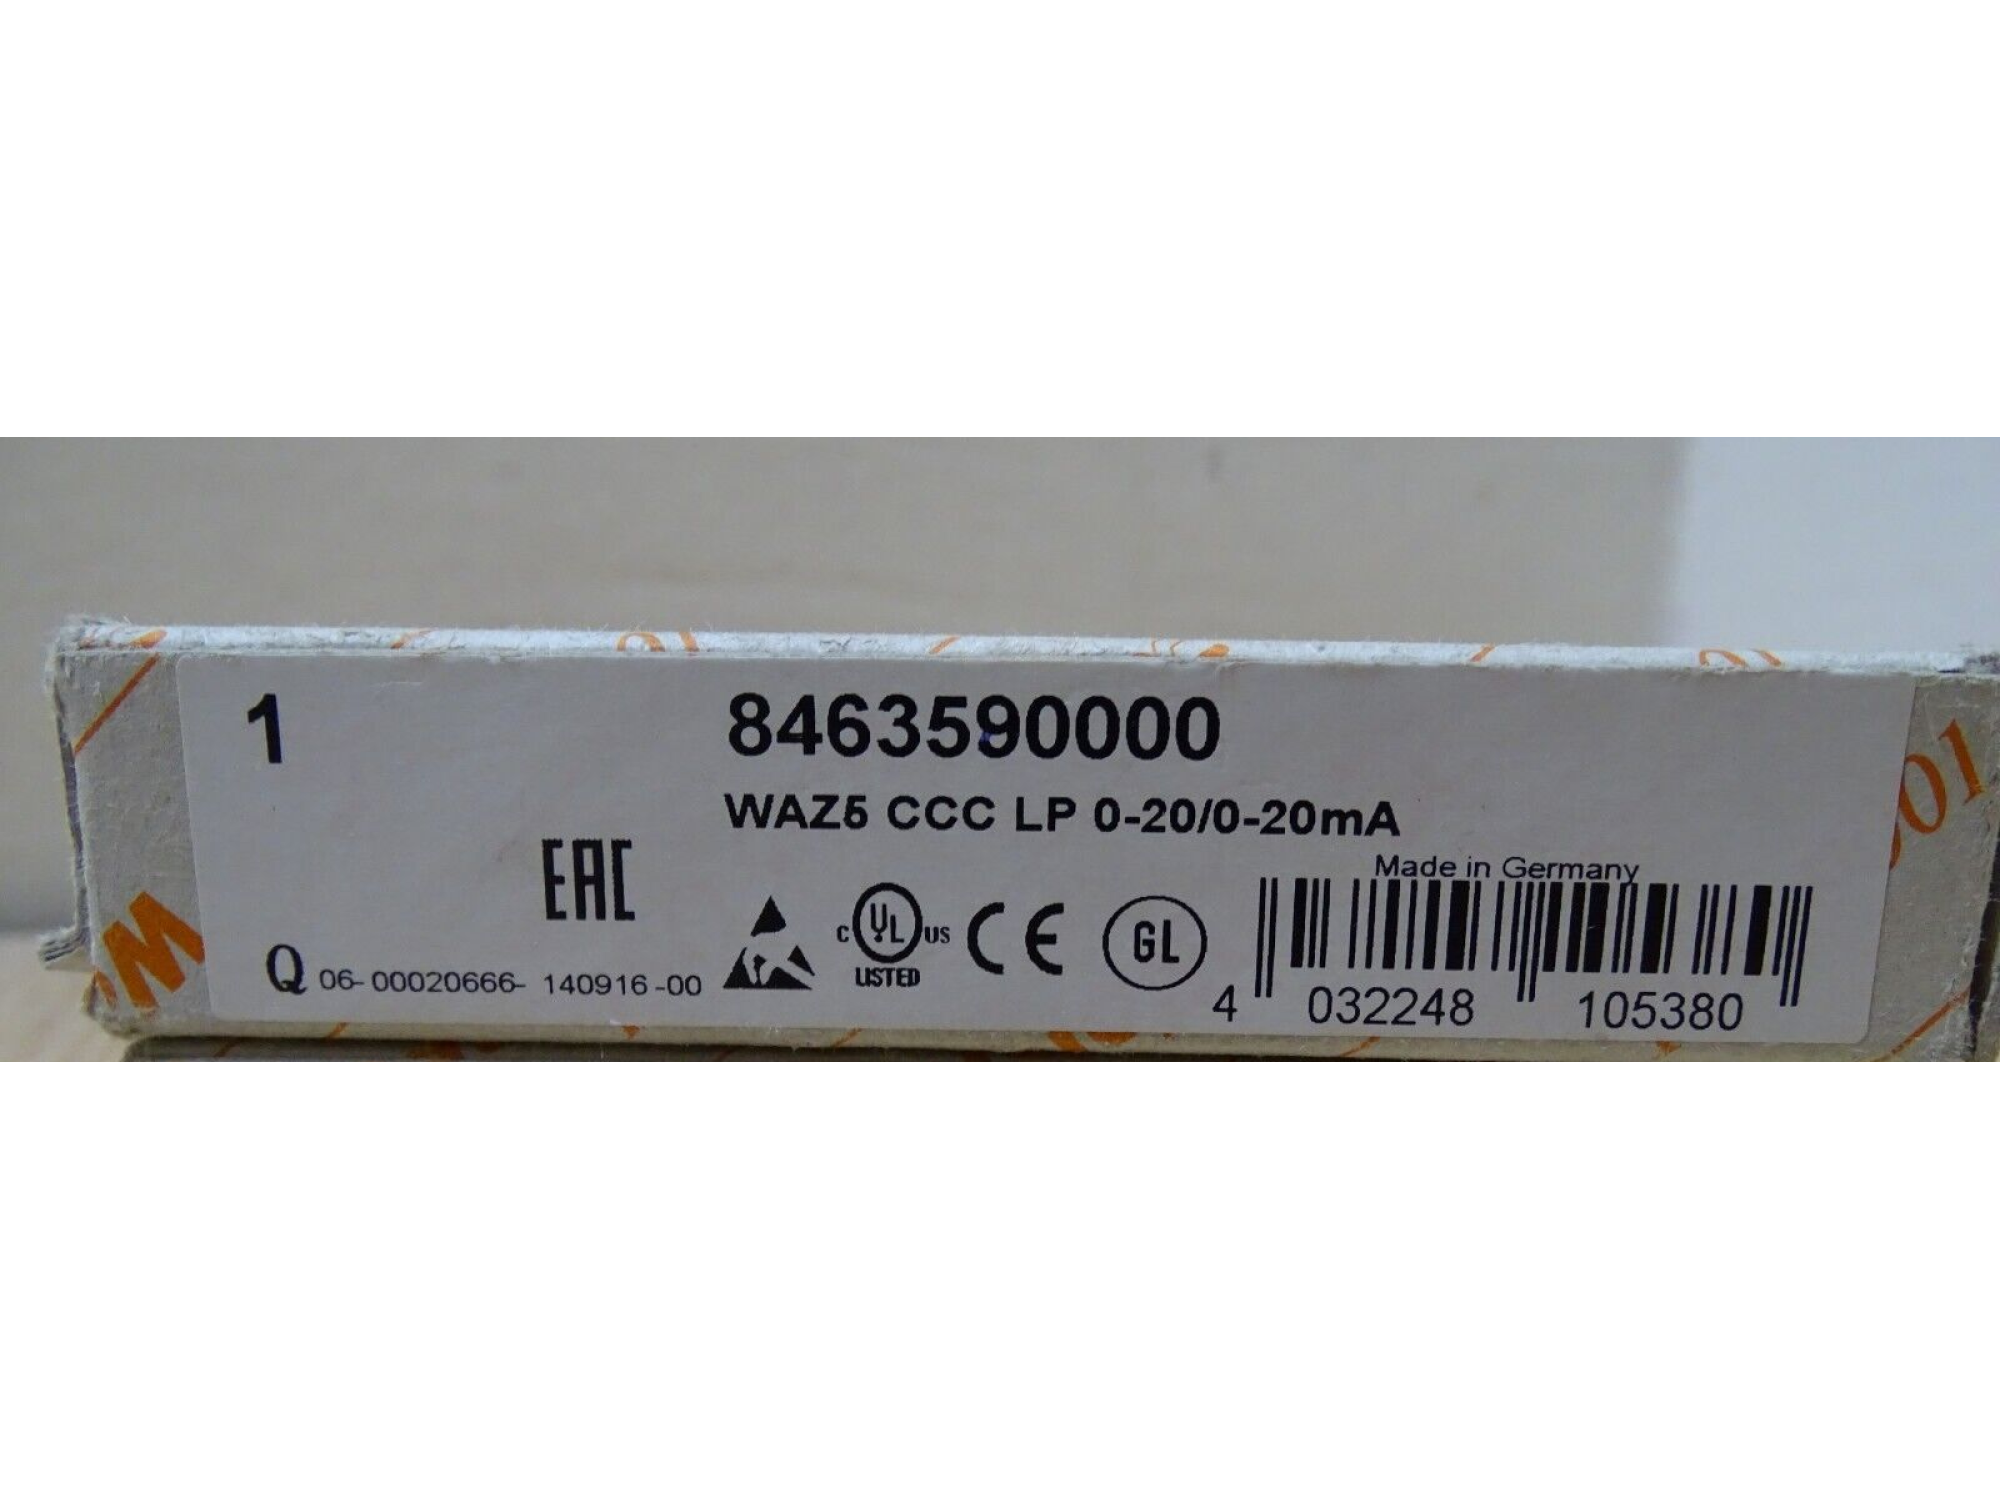 1 8463590000
WAZ5 CCC LP 0-20/0-20mA
Made in Germany
EAC
c UL US LISTED CE GL
Q 06-00020666-140916-00
4 032248 105380